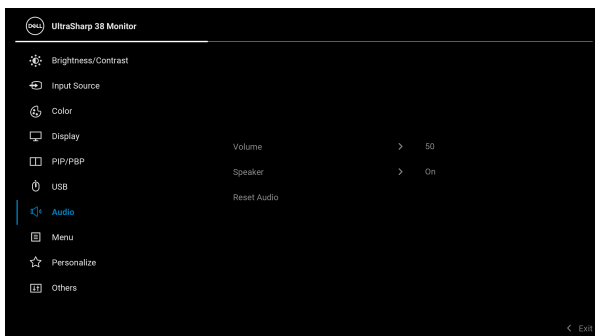 DELL UltraSharp 38 Monitor
Brightness/Contrast
Input Source
Color
Display
PIP/PBP
USB
Audio
Menu
Personalize
Others
Volume 50
Speaker On
Reset Audio
Exit